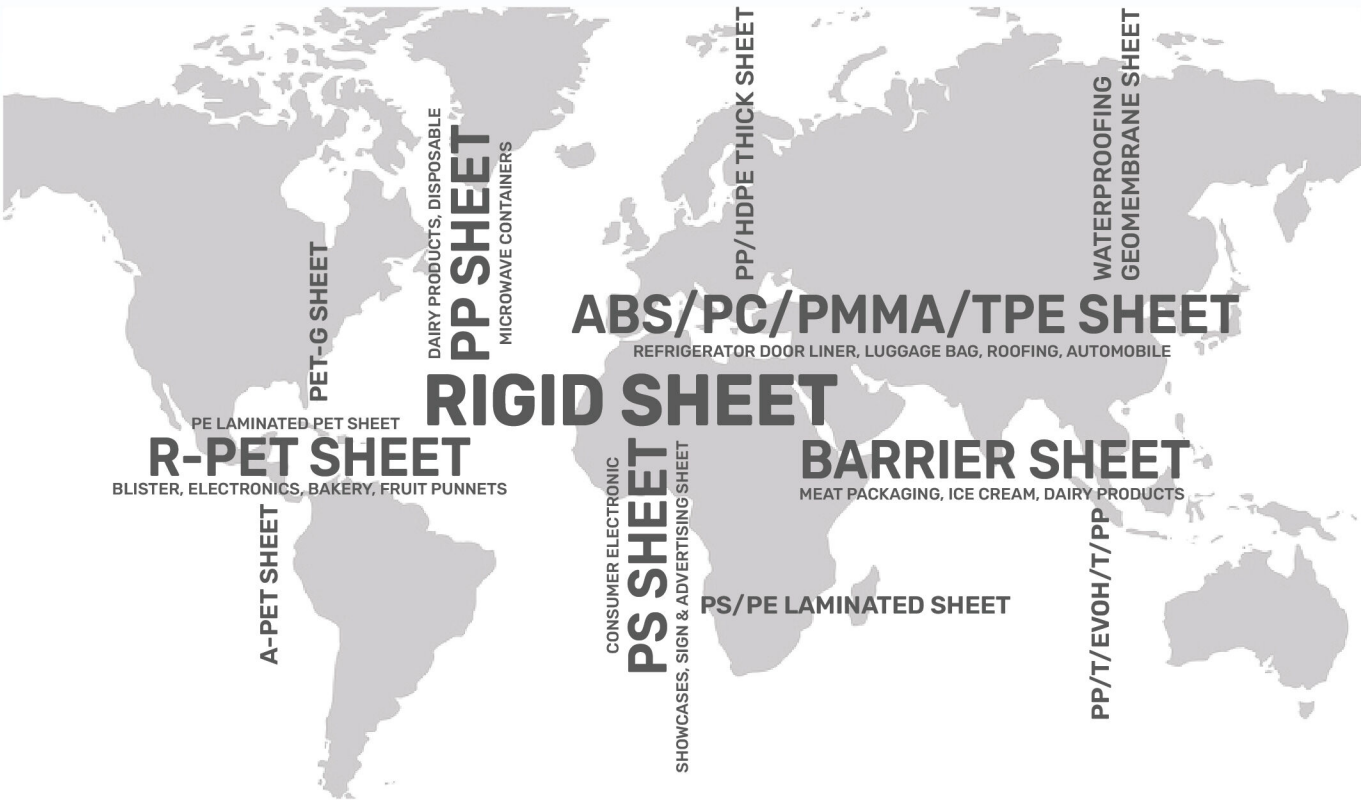 PP/HDPE THICK SHEET
WATERPROOFING
GEOMEMBRANE SHEET
DAIRY PRODUCTS, DISPOSABLE
PP SHEET
MICROWAVE CONTAINERS
PET-G SHEET
ABS/PC/PMMA/TPE SHEET
REFRIGERATOR DOOR LINER, LUGGAGE BAG, ROOFING, AUTOMOBILE
RIGID SHEET
PE LAMINATED PET SHEET
R-PET SHEET
BLISTER, ELECTRONICS, BAKERY, FRUIT PUNNETS
BARRIER SHEET
MEAT PACKAGING, ICE CREAM, DAIRY PRODUCTS
A-PET SHEET
CONSUMER ELECTRONIC
PS SHEET
SHOWCASES, SIGN & ADVERTISING SHEET
PS/PE LAMINATED SHEET
PP/T/EVOH/T/PP